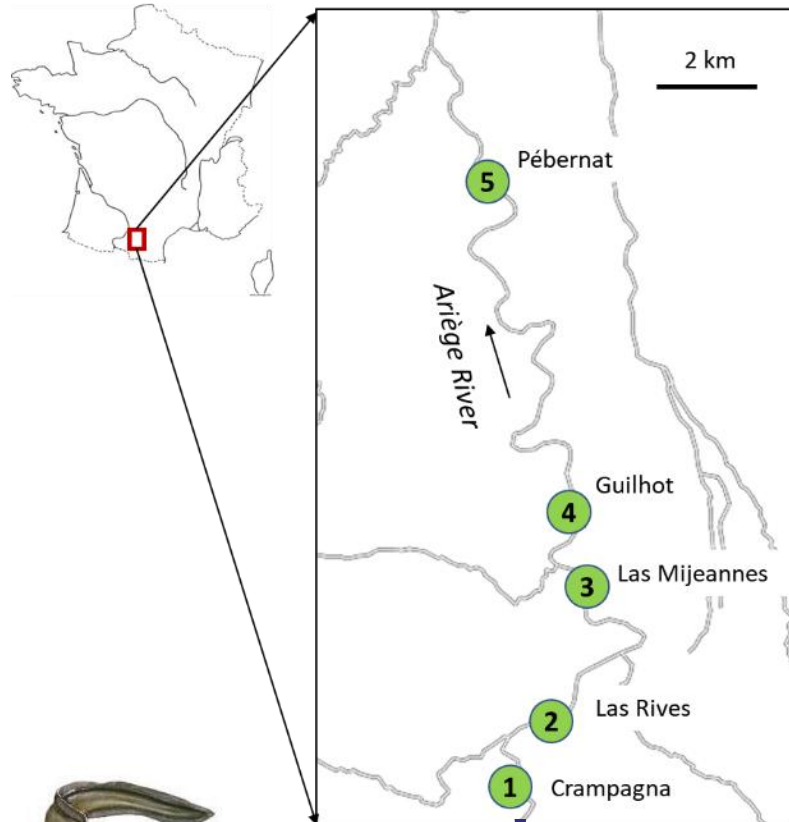 2 km
Pébernat
5
Ariège River
Guilhot
4
Las Mijeannes
3
Las Rives
2
Crampagna
1